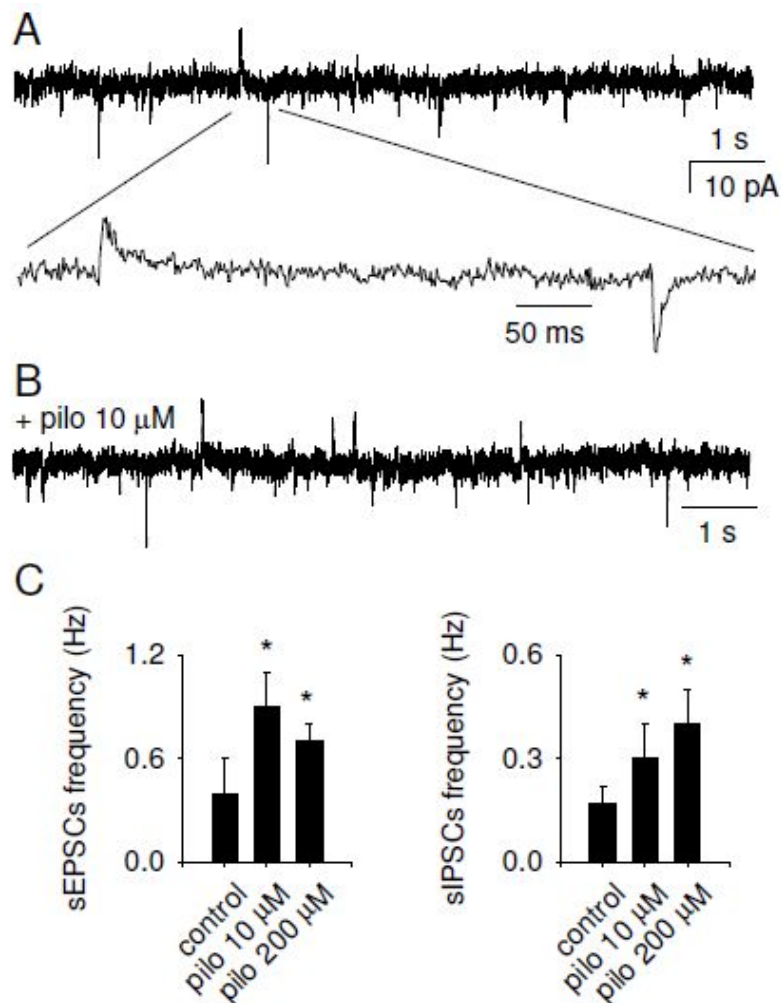 A
1 s
10 pA
50 ms
B
+ pilo 10 µM
1 s
C
sEPSCs frequency (Hz)
1.2
0.6
0.0
*
*
control
pilo 10 µM
pilo 200 µM
sIPSCs frequency (Hz)
0.6
0.3
0.0
*
*
control
pilo 10 µM
pilo 200 µM